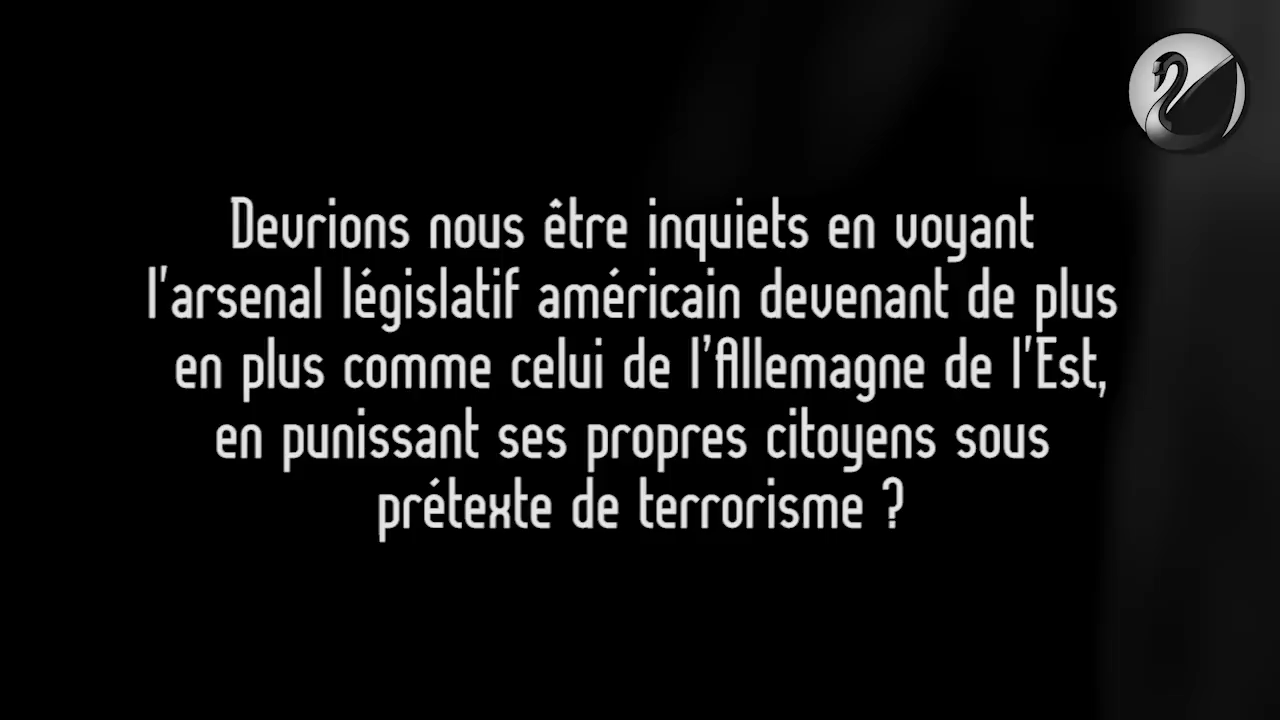 Devrions nous être inquiets en voyant
l'arsenal législatif américain devenant de plus
en plus comme celui de l’Allemagne de l'Est,
en punissant ses propres citoyens sous
prétexte de terrorisme ?